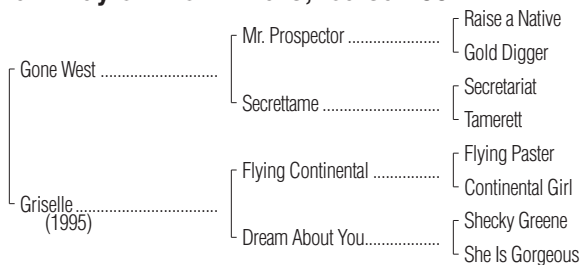 Raise a Native
Mr. Prospector
Gold Digger
Gone West
Secretariat
Secrettame
Tamerett
Flying Paster
Flying Continental
Continental Girl
Griselle
(1995)
Shecky Greene
Dream About You
She Is Gorgeous